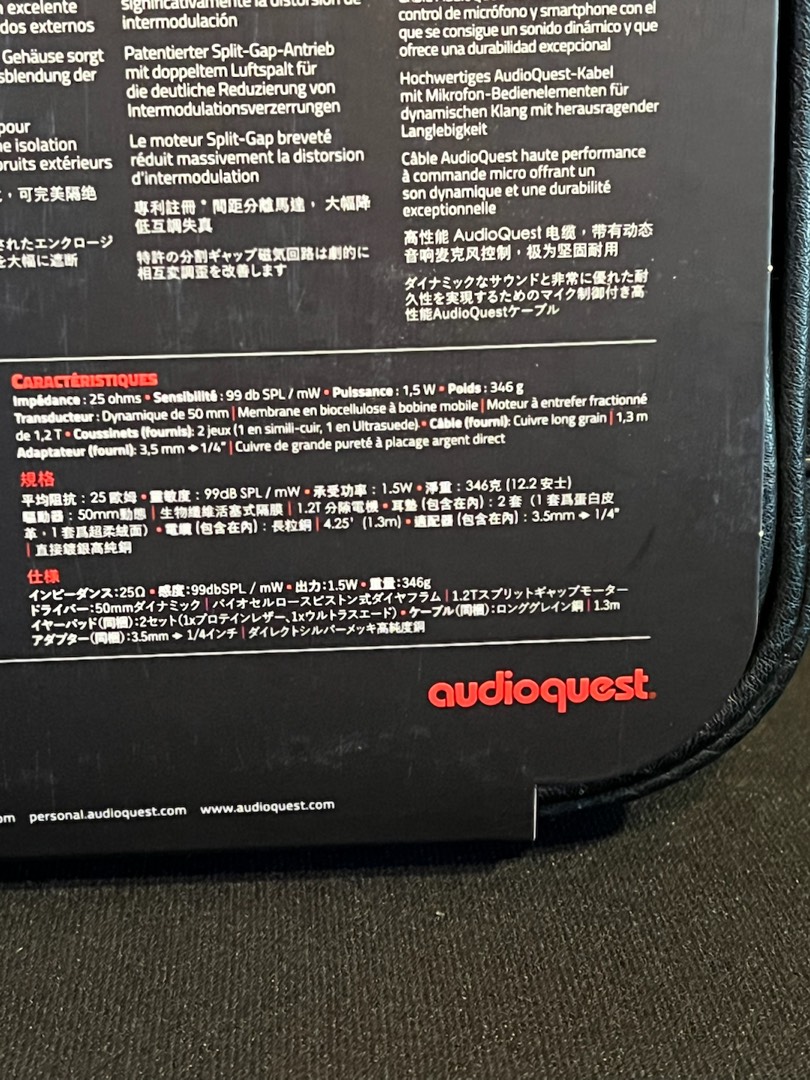 excelente
dos externos
Gehäuse sorgt
sblendung der
pour
e isolation
bruits extérieurs
，可完美隔绝
されたエンクロージ
を大幅に遮断
significativamente la distorsión de
intermodulación
Patentierter Split-Gap-Antrieb
mit doppeltem Luftspalt für
die deutliche Reduzierung von
Intermodulationsverzerrungen
Le moteur Split-Gap breveté
réduit massivement la distorsion
d'intermodulation
專利註冊*間距分離馬達，大幅降
低互調失真
特許の分割ギャップ磁気回路は劇的に
相互変調歪を改善します
control de micrófono y smartphone con el
que se consigue un sonido dinámico y que
ofrece una durabilidad excepcional
Hochwertiges AudioQuest-Kabel
mit Mikrofon-Bedienelementen für
dynamischen Klang mit herausragender
Langlebigkeit
Câble AudioQuest haute performance
à commande micro offrant un
son dynamique et une durabilité
exceptionnelle
高性能 AudioQuest 电缆，带有动态
音响麦克风控制，极为坚固耐用
ダイナミックなサウンドと非常に優れた耐
久性を実現するためのマイク制御付き高
性能AudioQuestケーブル
CARACTÉRISTIQUES
Impédance : 25 ohms • Sensibilité : 99 db SPL / mW • Puissance : 1,5 W • Poids : 346 g
Transducteur : Dynamique de 50 mm | Membrane en biocellulose à bobine mobile | Moteur à entrefer fractionné
de 1,2 T • Coussinets (fournis): 2 jeux (1 en simili-cuir, 1 en Ultrasuede) • Câble (fourni): Cuivre long grain | 1,3 m
Adaptateur (fourni): 3,5 mm → 1/4" | Cuivre de grande pureté à placage argent direct
規格
平均阻抗：25 歐姆 • 靈敏度：99dB SPL / mW • 承受功率：1.5W • 淨重：346克 (12.2 安士)
驅動器：50mm動態 | 生物纖維活塞式隔膜 | 1.2T 分隙電機 • 耳墊 (包含在內)：2 套 (1 套爲蛋白皮
革，1 套爲超柔絨面) • 電纜 (包含在內)：長粒銅 | 4.25' (1.3m) • 適配器 (包含在內)：3.5mm → 1/4"
| 直接鍍銀高純銅
仕様
インピーダンス:25Ω • 感度:99dbSPL / mW • 出力:1.5W • 重量:346g
ドライバー:50mmダイナミック | バイオセルロースピストン式ダイヤフラム | 1.2Tスプリットギャップモーター
イヤーパッド(同梱):2セット(1xプロテインレザー、1xウルトラスエード) • ケーブル(同梱):ロンググレイン銅 | 1.3m
アダプター(同梱):3.5mm → 1/4インチ | ダイレクトシルバーメッキ高純度銅
audioquest
om personal.audioquest.com www.audioquest.com